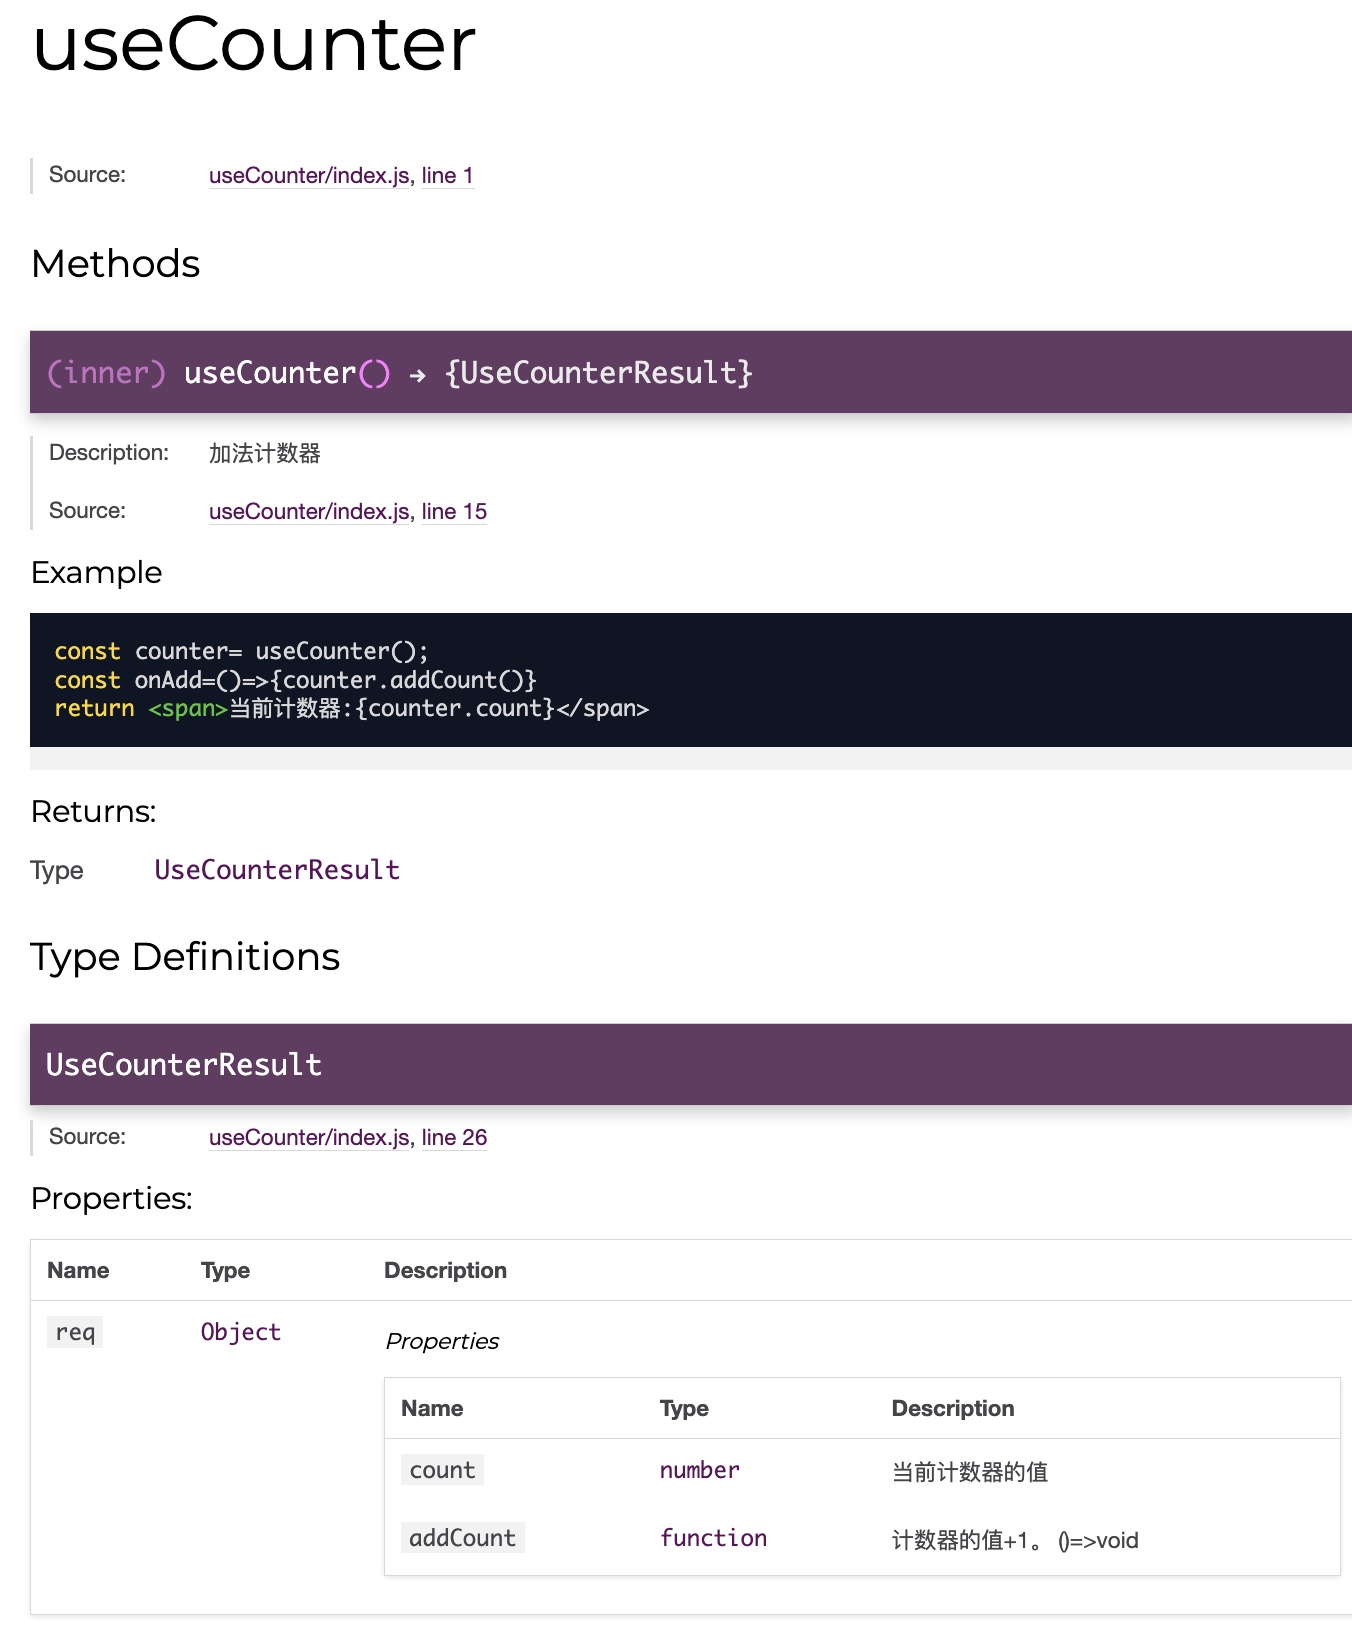 useCounter
Source: useCounter/index.js, line 1
Methods
(inner) useCounter() → {UseCounterResult}
Description: 加法计数器
Source: useCounter/index.js, line 15
Example
const counter= useCounter();
const onAdd=()=>{counter.addCount()}
return <span>当前计数器:{counter.count}</span>
Returns:
Type UseCounterResult
Type Definitions
UseCounterResult
Source: useCounter/index.js, line 26
Properties:
Name Type Description
req Object Properties
Name Type Description
count number 当前计数器的值
addCount function 计数器的值+1。 ()=>void